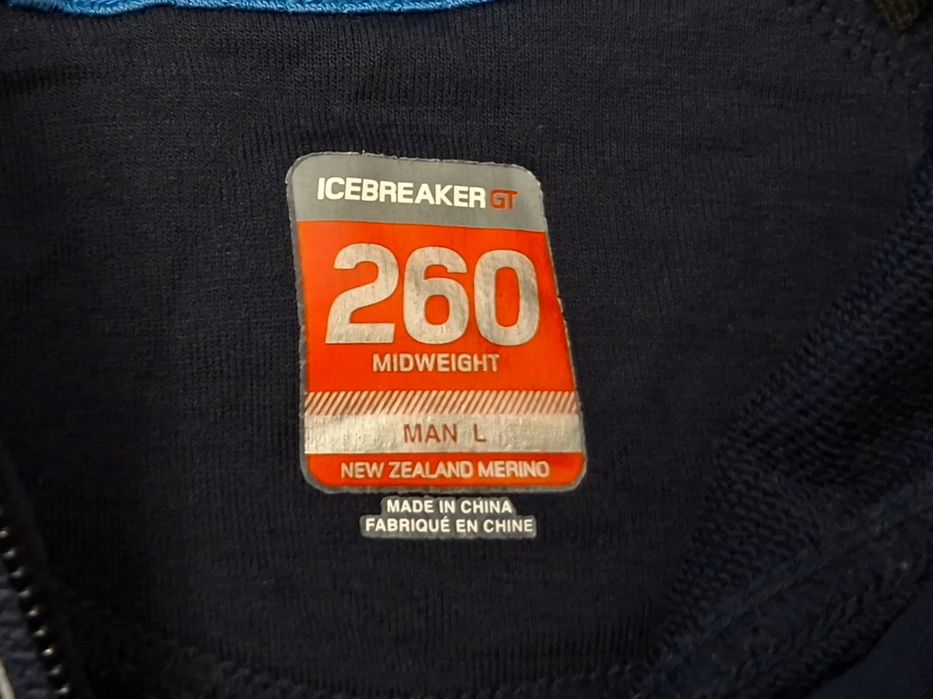 ICEBREAKER GT
260
MIDWEIGHT
MAN L
NEW ZEALAND MERINO
MADE IN CHINA
FABRIQUÉ EN CHINE